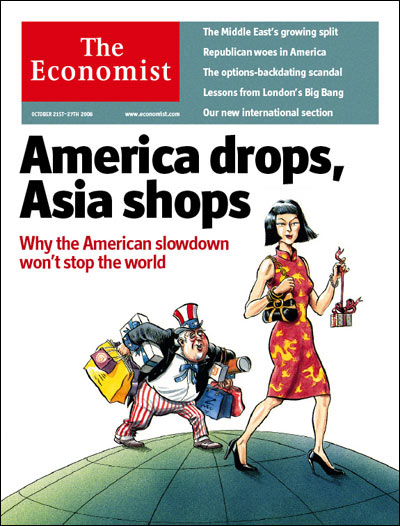 The
Economist
OCTOBER 21ST–27TH 2006
www.economist.com
The Middle East's growing split
Republican woes in America
The options-backdating scandal
Lessons from London's Big Bang
Our new international section
America drops,
Asia shops
Why the American slowdown
won't stop the world